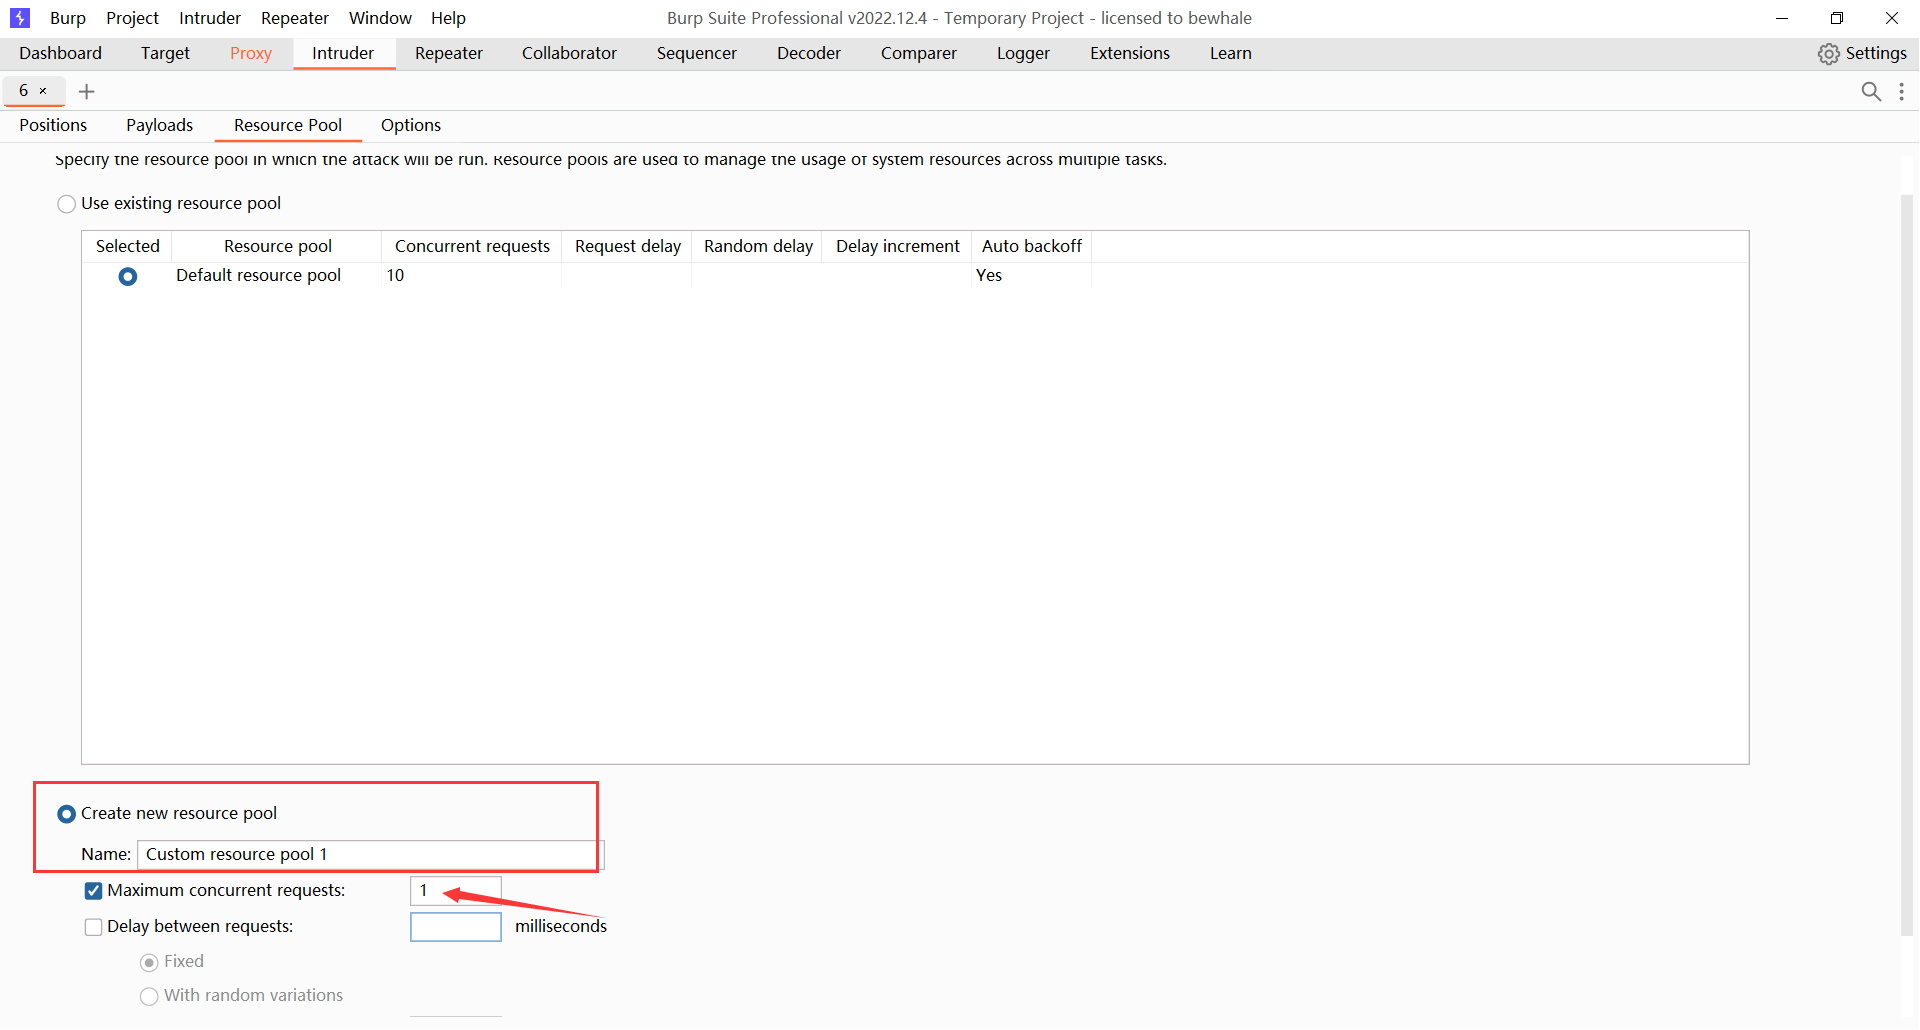 Burp Project Intruder Repeater Window Help Burp Suite Professional v2022.12.4 - Temporary Project - licensed to bewhale
Dashboard Target Proxy Intruder Repeater Collaborator Sequencer Decoder Comparer Logger Extensions Learn Settings
6 × +
Positions Payloads Resource Pool Options
Specify the resource pool in which the attack will be run. Resource pools are used to manage the usage of system resources across multiple tasks.
Use existing resource pool
Selected Resource pool Concurrent requests Request delay Random delay Delay increment Auto backoff
Default resource pool 10 Yes
Create new resource pool
Name: Custom resource pool 1
Maximum concurrent requests: 1
Delay between requests: milliseconds
Fixed
With random variations